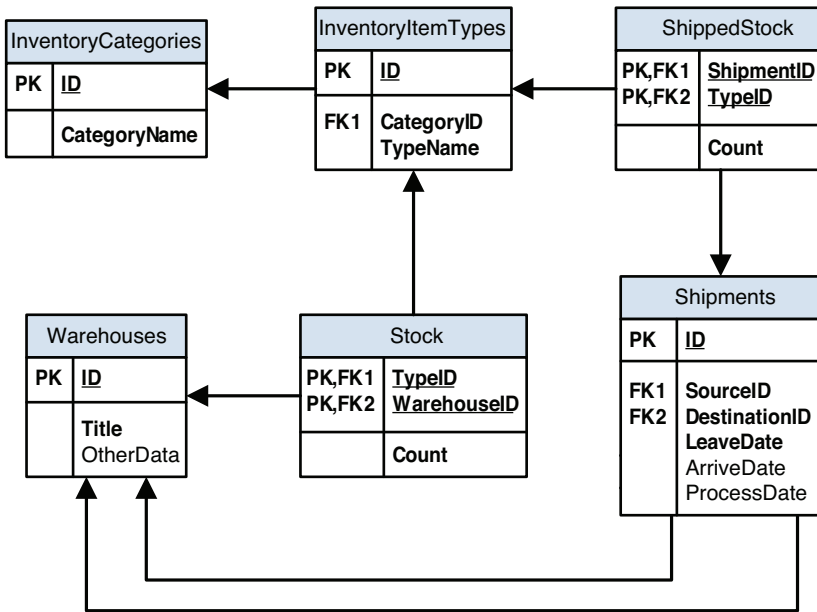 InventoryCategories
PK ID
CategoryName
InventoryItemTypes
PK ID
FK1 CategoryID
TypeName
ShippedStock
PK,FK1 ShipmentID
PK,FK2 TypeID
Count
Warehouses
PK ID
Title
OtherData
Stock
PK,FK1 TypeID
PK,FK2 WarehouseID
Count
Shipments
PK ID
FK1 SourceID
FK2 DestinationID
LeaveDate
ArriveDate
ProcessDate